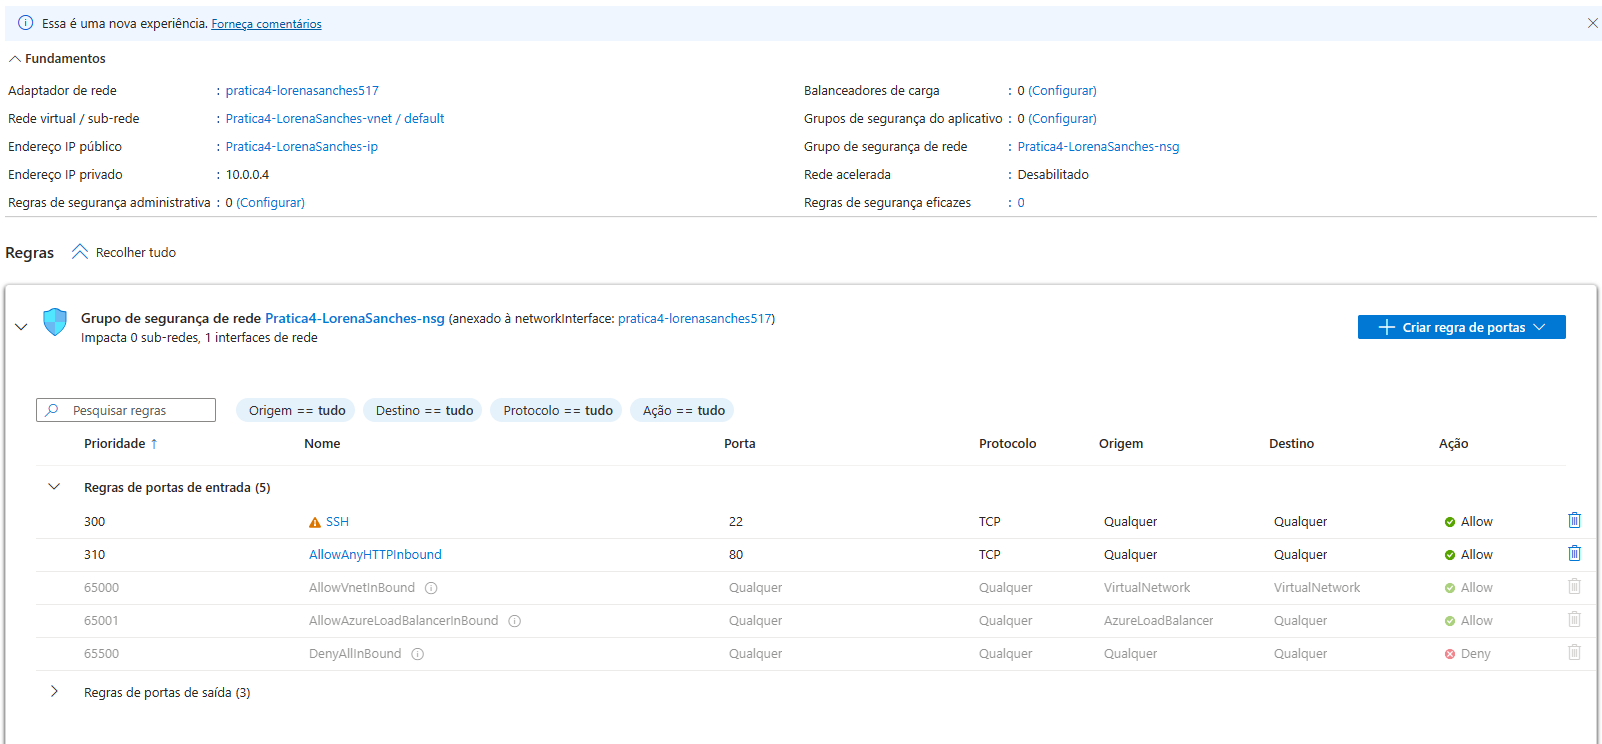 Essa é uma nova experiência. Forneça comentários
Fundamentos
Adaptador de rede : pratica4-lorenasanches517
Rede virtual / sub-rede : Pratica4-LorenaSanches-vnet / default
Endereço IP público : Pratica4-LorenaSanches-ip
Endereço IP privado : 10.0.0.4
Regras de segurança administrativa : 0 (Configurar)
Balanceadores de carga : 0 (Configurar)
Grupos de segurança do aplicativo : 0 (Configurar)
Grupo de segurança de rede : Pratica4-LorenaSanches-nsg
Rede acelerada : Desabilitado
Regras de segurança eficazes : 0
Regras Recolher tudo
Grupo de segurança de rede Pratica4-LorenaSanches-nsg (anexado à networkInterface: pratica4-lorenasanches517)
Impacta 0 sub-redes, 1 interfaces de rede
Criar regra de portas
Pesquisar regras Origem == tudo Destino == tudo Protocolo == tudo Ação == tudo
Prioridade ↑ Nome Porta Protocolo Origem Destino Ação
Regras de portas de entrada (5)
300 SSH 22 TCP Qualquer Qualquer Allow
310 AllowAnyHTTPInbound 80 TCP Qualquer Qualquer Allow
65000 AllowVnetInBound Qualquer Qualquer VirtualNetwork VirtualNetwork Allow
65001 AllowAzureLoadBalancerInBound Qualquer Qualquer AzureLoadBalancer Qualquer Allow
65500 DenyAllInBound Qualquer Qualquer Qualquer Qualquer Deny
Regras de portas de saída (3)